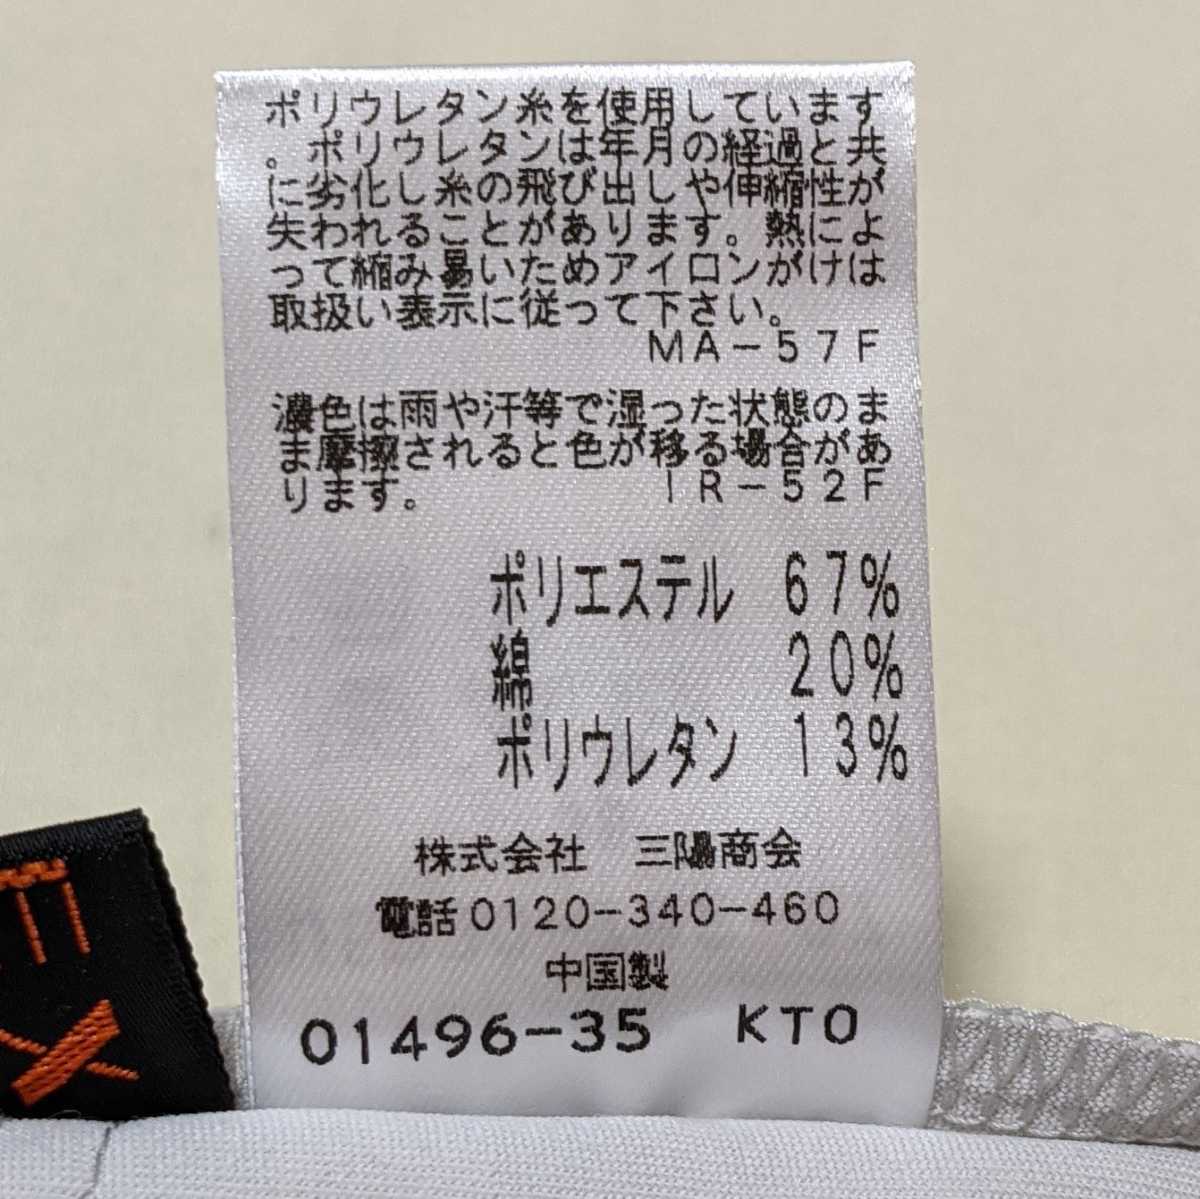 ポリウレタン糸を使用しています
。ポリウレタンは年月の経過と共
に劣化し糸の飛び出しや伸縮性が
失われることがあります。熱によ
って縮み易いためアイロンがけは
取扱い表示に従って下さい。
MA-57F
濃色は雨や汗等で湿った状態のま
ま摩擦されると色が移る場合があ
ります。 IR-52F
ポリエステル 67%
綿 20%
ポリウレタン 13%
株式会社 三陽商会
電話0120-340-460
中国製
01496-35 KTO
EX